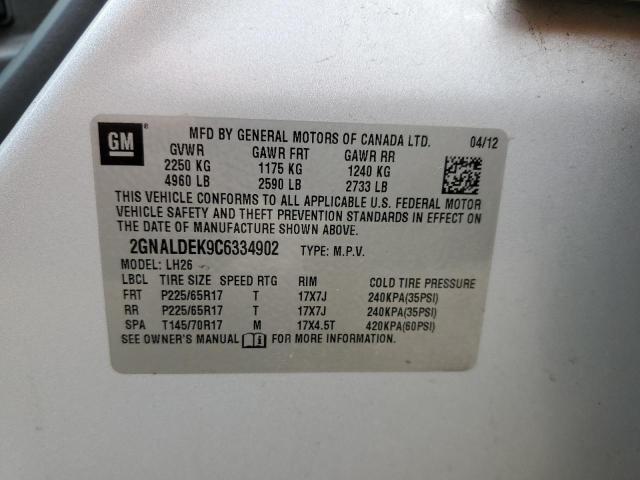 GM ® MFD BY GENERAL MOTORS OF CANADA LTD. 04/12
GVWR GAWR FRT GAWR RR
2250 KG 1175 KG 1240 KG
4960 LB 2590 LB 2733 LB
THIS VEHICLE CONFORMS TO ALL APPLICABLE U.S. FEDERAL MOTOR
VEHICLE SAFETY AND THEFT PREVENTION STANDARDS IN EFFECT ON
THE DATE OF MANUFACTURE SHOWN ABOVE.
2GNALDEK9C6334902 TYPE: M.P.V.
MODEL: LH26
LBCL TIRE SIZE SPEED RTG RIM COLD TIRE PRESSURE
FRT P225/65R17 T 17X7J 240KPA(35PSI)
RR P225/65R17 T 17X7J 240KPA(35PSI)
SPA T145/70R17 M 17X4.5T 420KPA(60PSI)
SEE OWNER'S MANUAL FOR MORE INFORMATION.